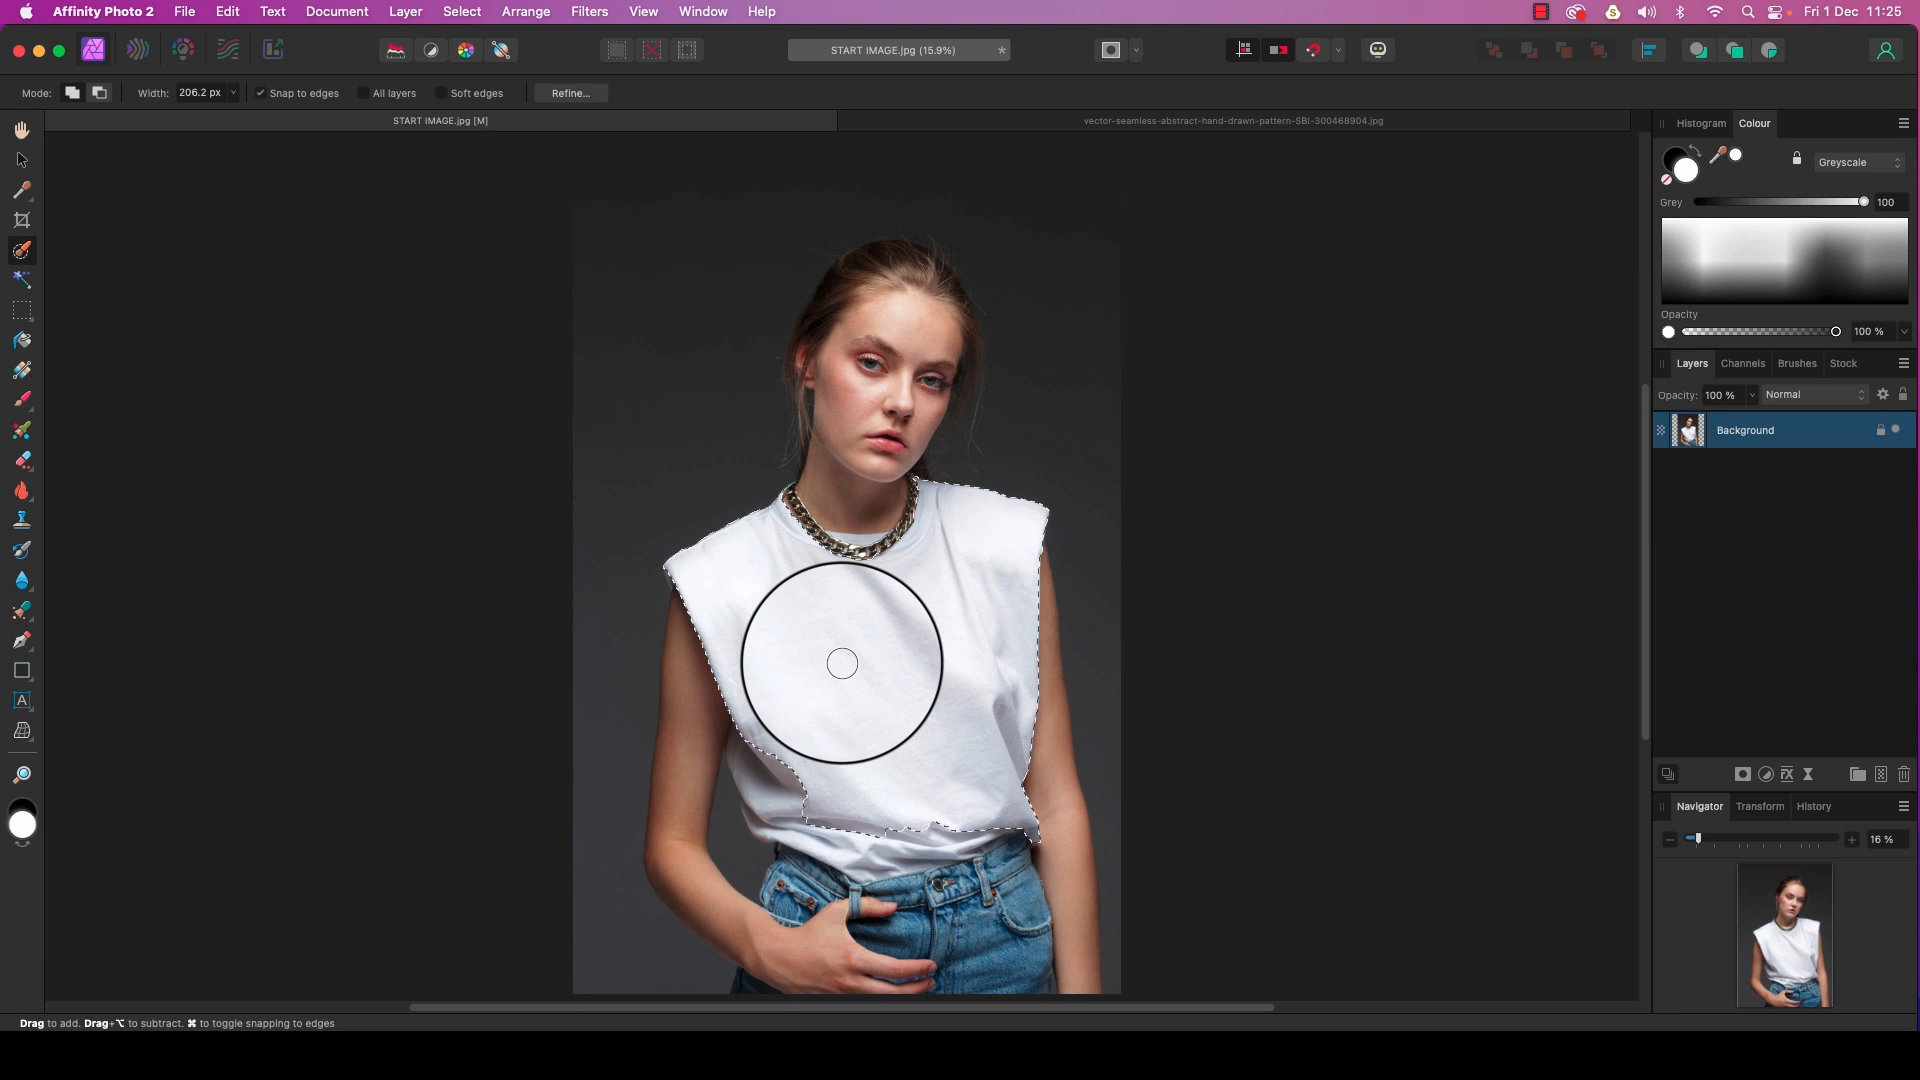 Affinity Photo 2 File Edit Text Document Layer Select Arrange Filters View Window Help Fri 1 Dec 11:25
START IMAGE.jpg (15.9%) *
Mode: Width: 206.2 px Snap to edges All layers Soft edges Refine...
START IMAGE.jpg [M] vector-seamless-abstract-hand-drawn-pattern-SBI-300468904.jpg
Histogram Colour
Greyscale
Grey 100
Opacity
100 %
Layers Channels Brushes Stock
Opacity: 100 % Normal
Background
Navigator Transform History
16 %
Drag to add. Drag+⌥ to subtract. ⌘ to toggle snapping to edges